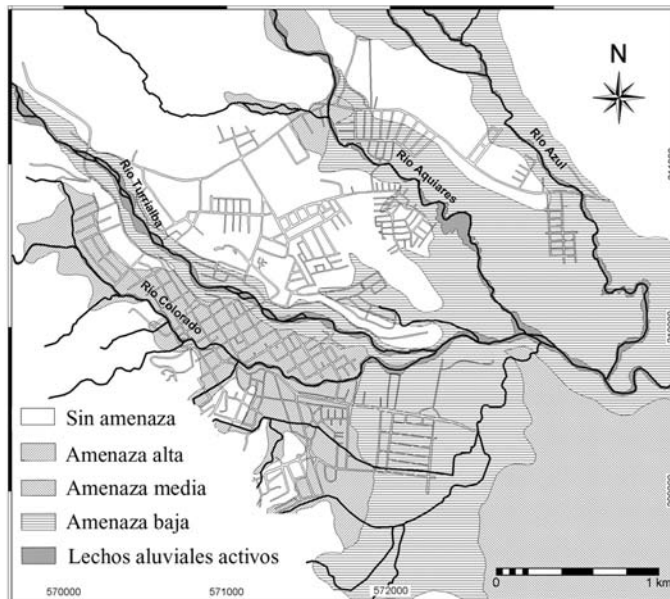 N
Río Azul
Río Aquiares
Río Turrialba
Río Colorado
Sin amenaza
Amenaza alta
Amenaza media
Amenaza baja
Lechos aluviales activos
0
1 km
570000
571000
572000